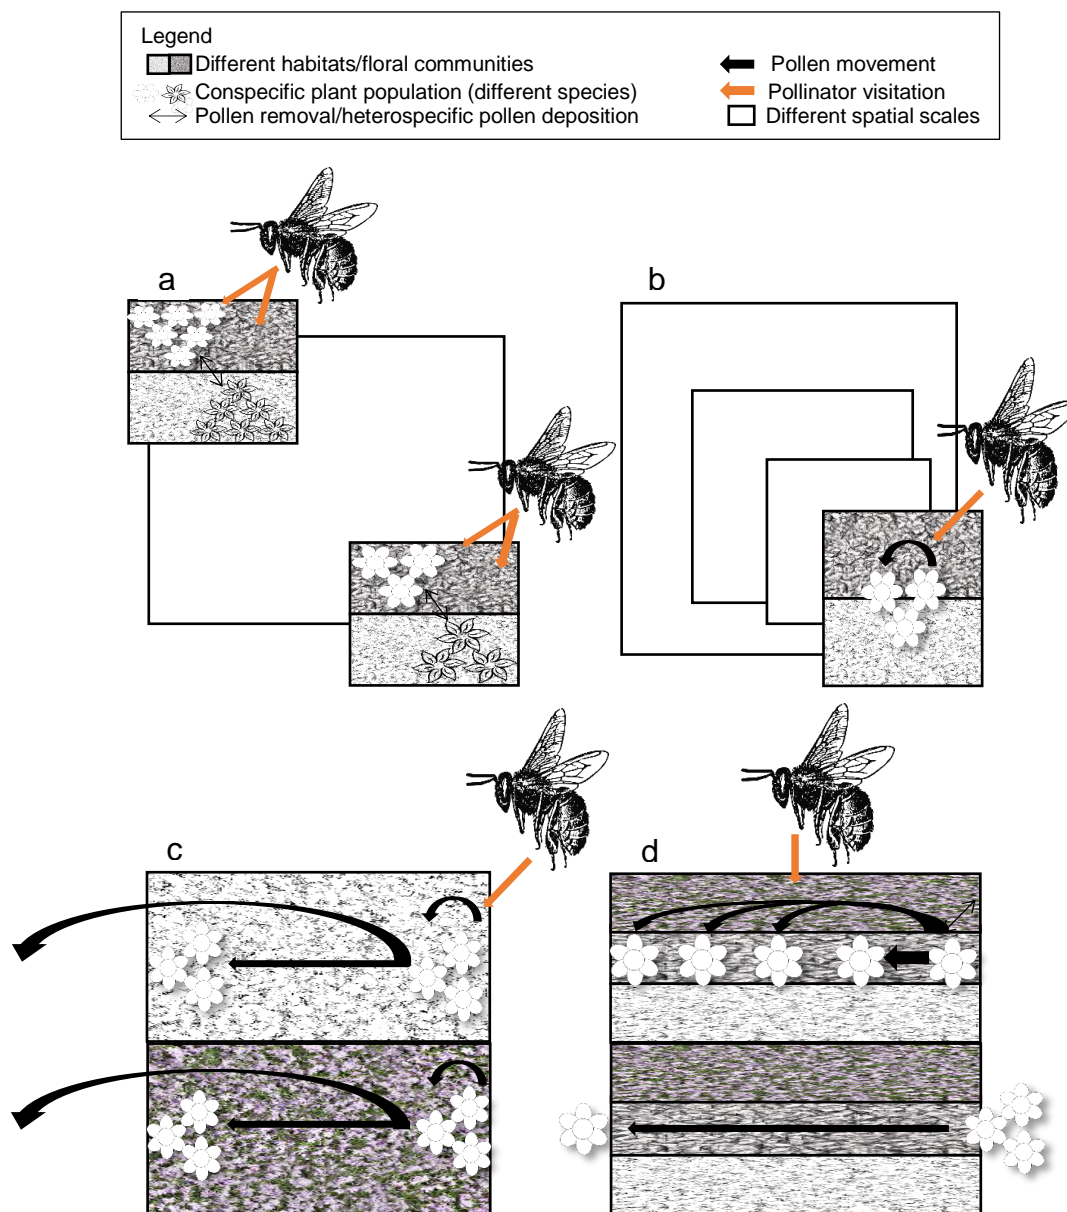 Legend
Different habitats/floral communities
Conspecific plant population (different species)
Pollen removal/heterospecific pollen deposition
Pollen movement
Pollinator visitation
Different spatial scales
a
b
c
d